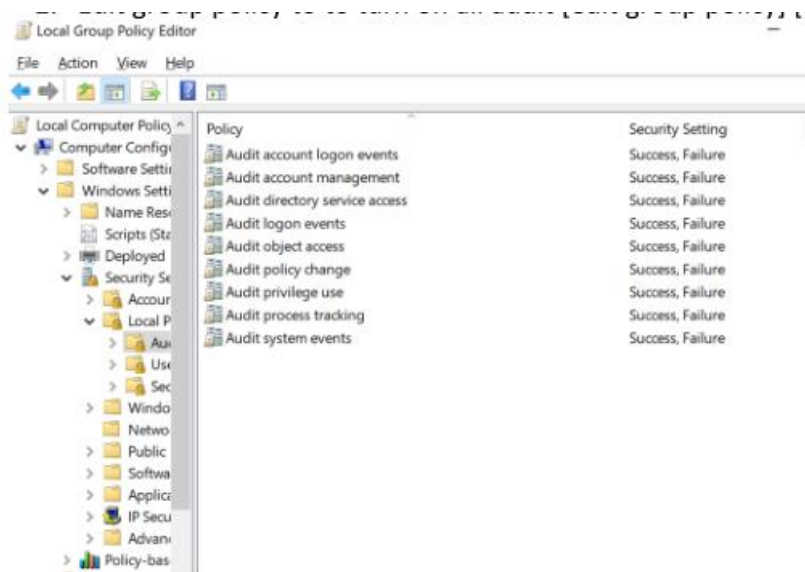 Local Group Policy Editor
File Action View Help
Local Computer Policy
Computer Configu
Software Settin
Windows Setti
Name Res
Scripts (Sta
Deployed
Security Se
Accour
Local P
Au
Use
Sec
Windo
Netwo
Public
Softwa
Applica
IP Secu
Advan
Policy-bas
Policy Security Setting
Audit account logon events Success, Failure
Audit account management Success, Failure
Audit directory service access Success, Failure
Audit logon events Success, Failure
Audit object access Success, Failure
Audit policy change Success, Failure
Audit privilege use Success, Failure
Audit process tracking Success, Failure
Audit system events Success, Failure